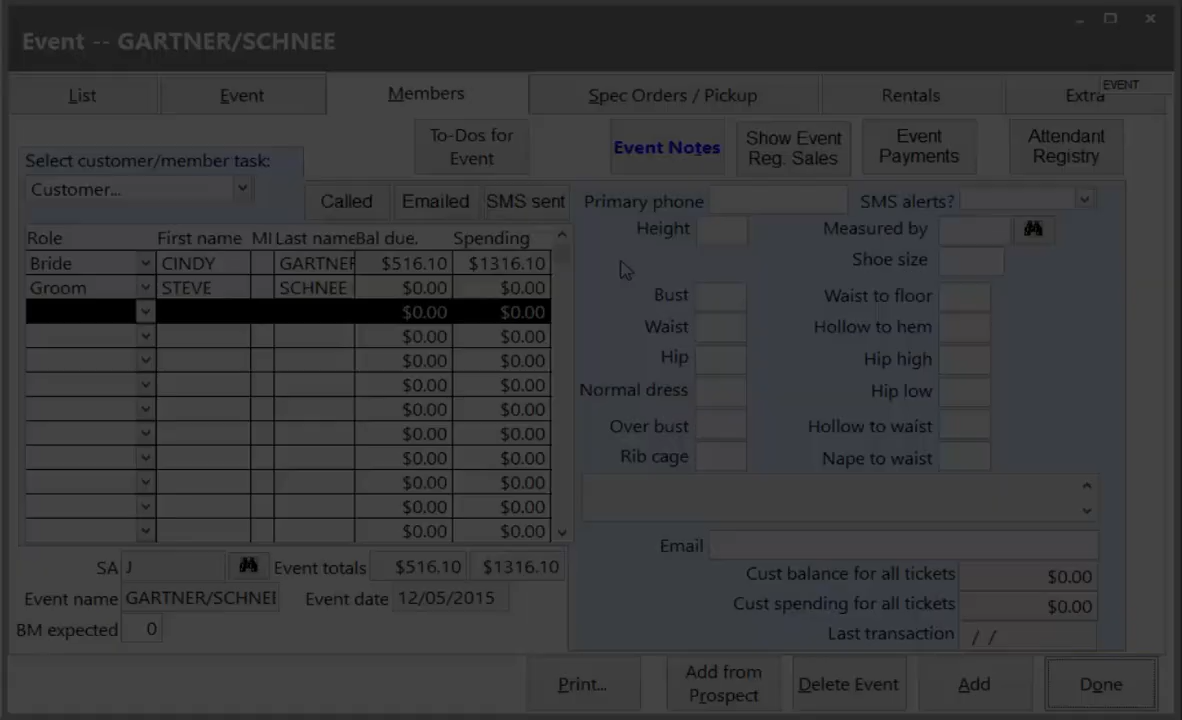 Event -- GARTNER/SCHNEE
List
Event
Members
Spec Orders / Pickup
Rentals
Extra
EVENT
Select customer/member task:
Customer...
To-Dos for
Event
Event Notes
Show Event
Reg. Sales
Event
Payments
Attendant
Registry
Called
Emailed
SMS sent
Role First name MI Last name Bal due. Spending
Bride CINDY GARTNER $516.10 $1316.10
Groom STEVE SCHNEE $0.00 $0.00
$0.00 $0.00
$0.00 $0.00
$0.00 $0.00
$0.00 $0.00
$0.00 $0.00
$0.00 $0.00
$0.00 $0.00
$0.00 $0.00
$0.00 $0.00
$0.00 $0.00
SA J Event totals $516.10 $1316.10
Event name GARTNER/SCHNEE Event date 12/05/2015
BM expected 0
Primary phone SMS alerts?
Height Measured by
Shoe size
Bust Waist to floor
Waist Hollow to hem
Hip Hip high
Normal dress Hip low
Over bust Hollow to waist
Rib cage Nape to waist
Email
Cust balance for all tickets $0.00
Cust spending for all tickets $0.00
Last transaction / /
Print...
Add from
Prospect
Delete Event
Add
Done